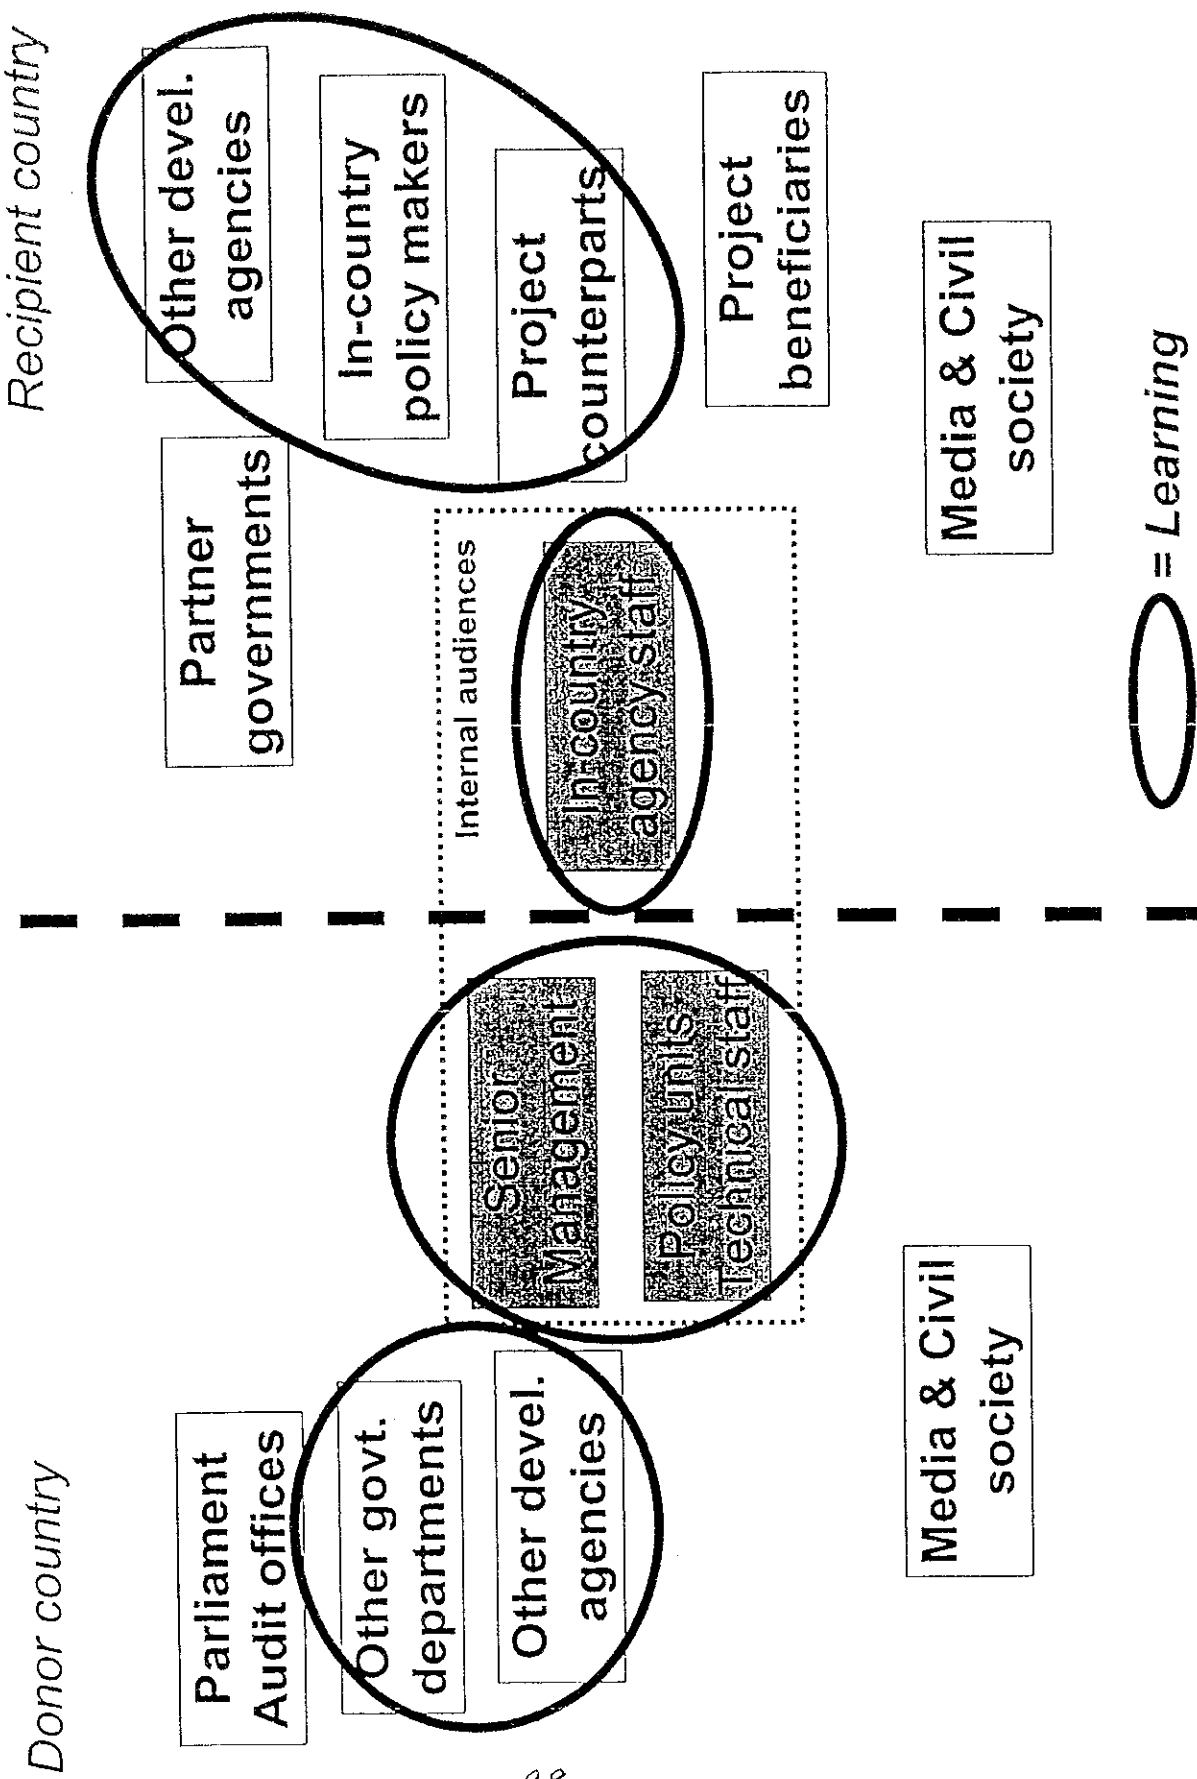 Donor country
Recipient country
Parliament
Audit offices
Other govt.
departments
Other devel.
agencies
Media & Civil
society
Senior
Management
Policy units
Technical staff
Internal audiences
In-country
agency staff
Partner
governments
Other devel.
agencies
In-country
policy makers
Project
counterparts
Project
beneficiaries
Media & Civil
society
= Learning